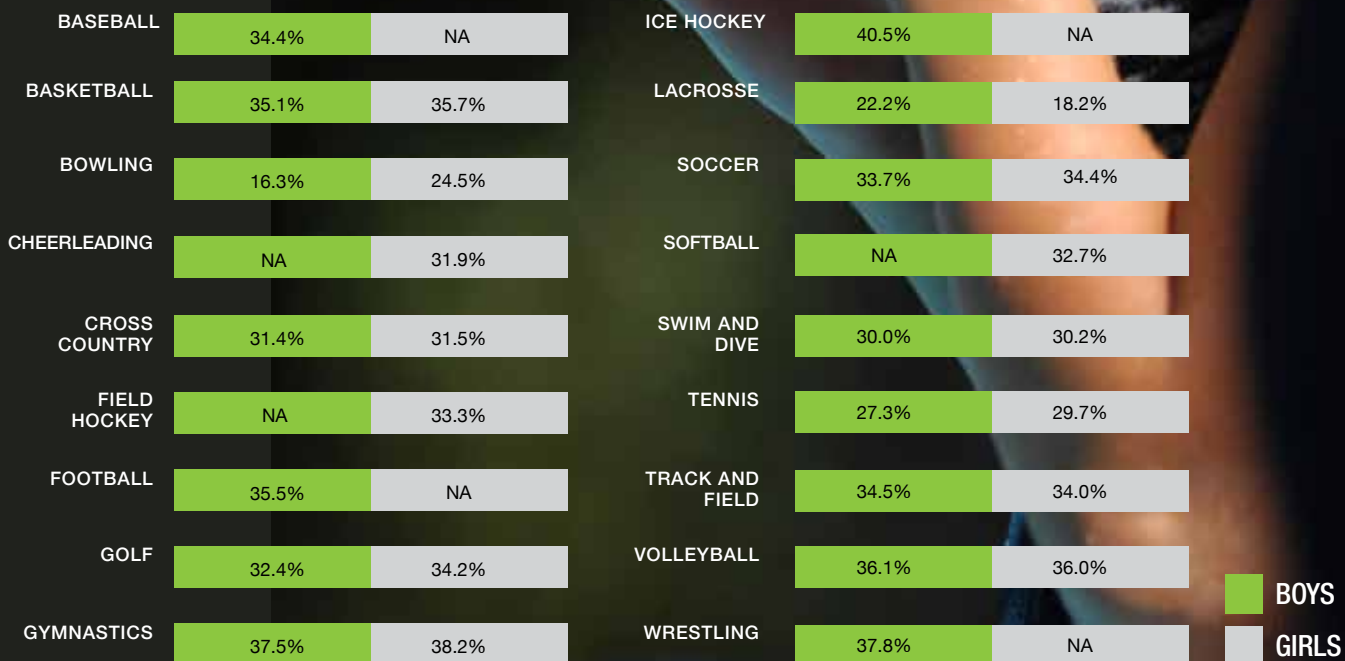 BASEBALL
34.4% NA
BASKETBALL
35.1% 35.7%
BOWLING
16.3% 24.5%
CHEERLEADING
NA 31.9%
CROSS
COUNTRY
31.4% 31.5%
FIELD
HOCKEY
NA 33.3%
FOOTBALL
35.5% NA
GOLF
32.4% 34.2%
GYMNASTICS
37.5% 38.2%
ICE HOCKEY
40.5% NA
LACROSSE
22.2% 18.2%
SOCCER
33.7% 34.4%
SOFTBALL
NA 32.7%
SWIM AND
DIVE
30.0% 30.2%
TENNIS
27.3% 29.7%
TRACK AND
FIELD
34.5% 34.0%
VOLLEYBALL
36.1% 36.0%
WRESTLING
37.8% NA
BOYS
GIRLS